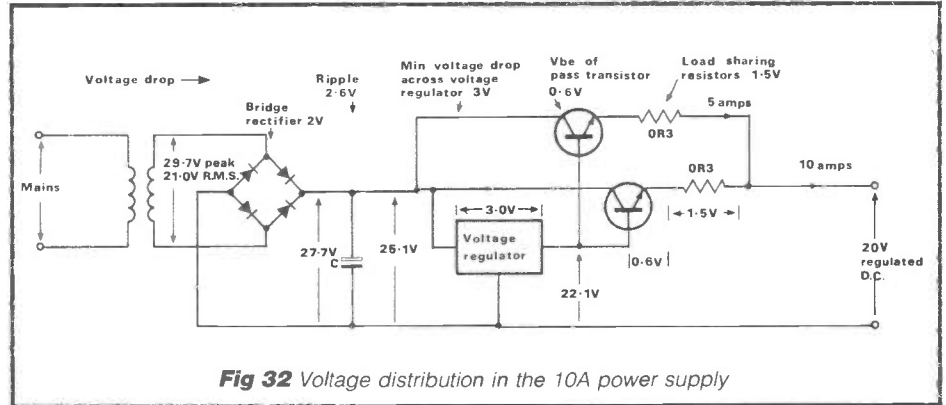 Voltage drop
Bridge
rectifier 2V
Ripple
2·6V
Min voltage drop
across voltage
regulator 3V
Vbe of
pass transistor
0·6V
Load sharing
resistors 1·5V
5 amps
0R3
10 amps
0R3
1·5V
Mains
29·7V peak
21·0V R.M.S.
27·7V
C
25·1V
3·0V
Voltage
regulator
0·6V
22·1V
20V
regulated
D.C.
Fig 32 Voltage distribution in the 10A power supply